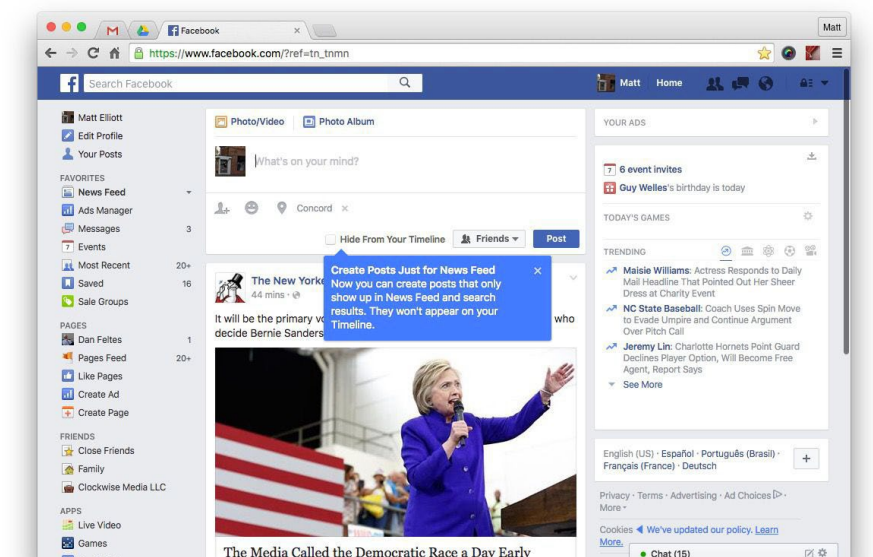 Facebook
Matt
https://www.facebook.com/?ref=tn_tnmn
Search Facebook
Matt
Home
Matt Elliott
Edit Profile
Your Posts
FAVORITES
News Feed
Ads Manager
Messages 3
Events
Most Recent 20+
Saved 16
Sale Groups
PAGES
Dan Feltes 1
Pages Feed 20+
Like Pages
Create Ad
Create Page
FRIENDS
Close Friends
Family
Clockwise Media LLC
APPS
Live Video
Games
Photo/Video
Photo Album
What's on your mind?
Concord
Hide From Your Timeline
Friends
Post
Create Posts Just for News Feed
Now you can create posts that only
show up in News Feed and search
results. They won't appear on your
Timeline.
The New Yorke
44 mins ·
It will be the primary vo who
decide Bernie Sanders
The Media Called the Democratic Race a Day Early
YOUR ADS
7 6 event invites
Guy Welles's birthday is today
TODAY'S GAMES
TRENDING
Maisie Williams: Actress Responds to Daily
Mail Headline That Pointed Out Her Sheer
Dress at Charity Event
NC State Baseball: Coach Uses Spin Move
to Evade Umpire and Continue Argument
Over Pitch Call
Jeremy Lin: Charlotte Hornets Point Guard
Declines Player Option, Will Become Free
Agent, Report Says
See More
English (US) · Español · Português (Brasil) ·
Français (France) · Deutsch
Privacy · Terms · Advertising · Ad Choices ·
More
Cookies We've updated our policy. Learn
More.
Chat (15)